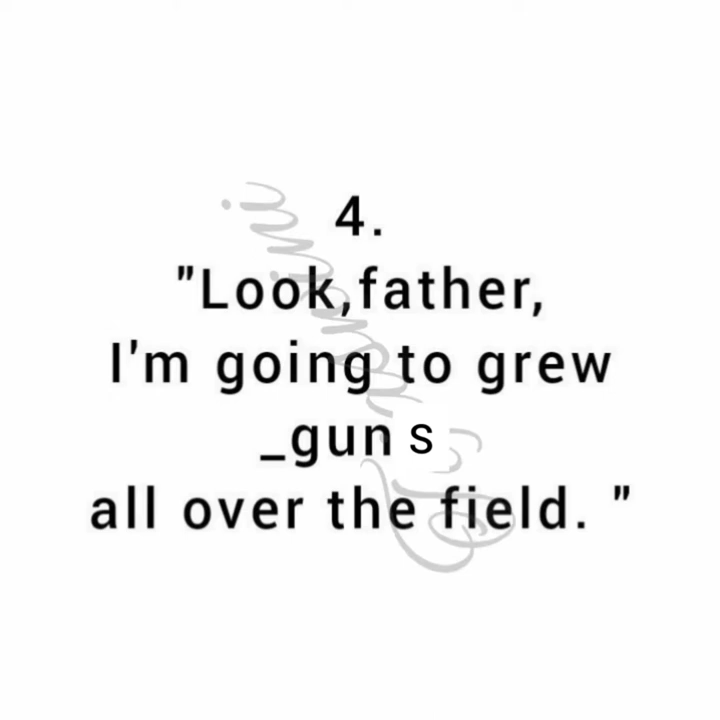 4.
"Look,father,
I'm going to grew
_gun s
all over the field. "